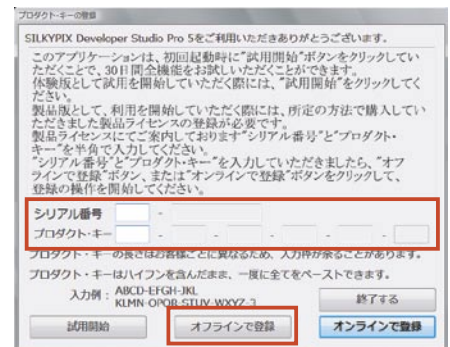 プロダクト・キーの登録
SILKYPIX Developer Studio Pro 5をご利用いただきありがとうございます。
このアプリケーションは、初回起動時に"試用開始"ボタンをクリックしてい
ただくことで、30日間全機能をお試しいただくことができます。
体験版として試用を開始していただく際には、"試用開始"をクリックしてく
ださい。
製品版として、利用を開始していただく際には、所定の方法で購入してい
ただきました製品ライセンスの登録が必要です。
製品ライセンスにてご案内しております"シリアル番号"と"プロダクト・
キー"を半角で入力してください。
"シリアル番号"と"プロダクト・キー"を入力していただきましたら、"オフ
ラインで登録"ボタン、または"オンラインで登録"ボタンをクリックして、
登録の操作を開始してください。
シリアル番号 -
プロダクト・キー - - - - -
プロダクト・キーの長さはお客様ごとに異なるため、入力枠が余ることがあります。
プロダクト・キーはハイフンを含んだまま、一度に全てをペーストできます。
入力例： ABCD-EFGH-JKL
KLMN-OPQR-STUV-WXYZ-3
終了する
試用開始 オフラインで登録 オンラインで登録